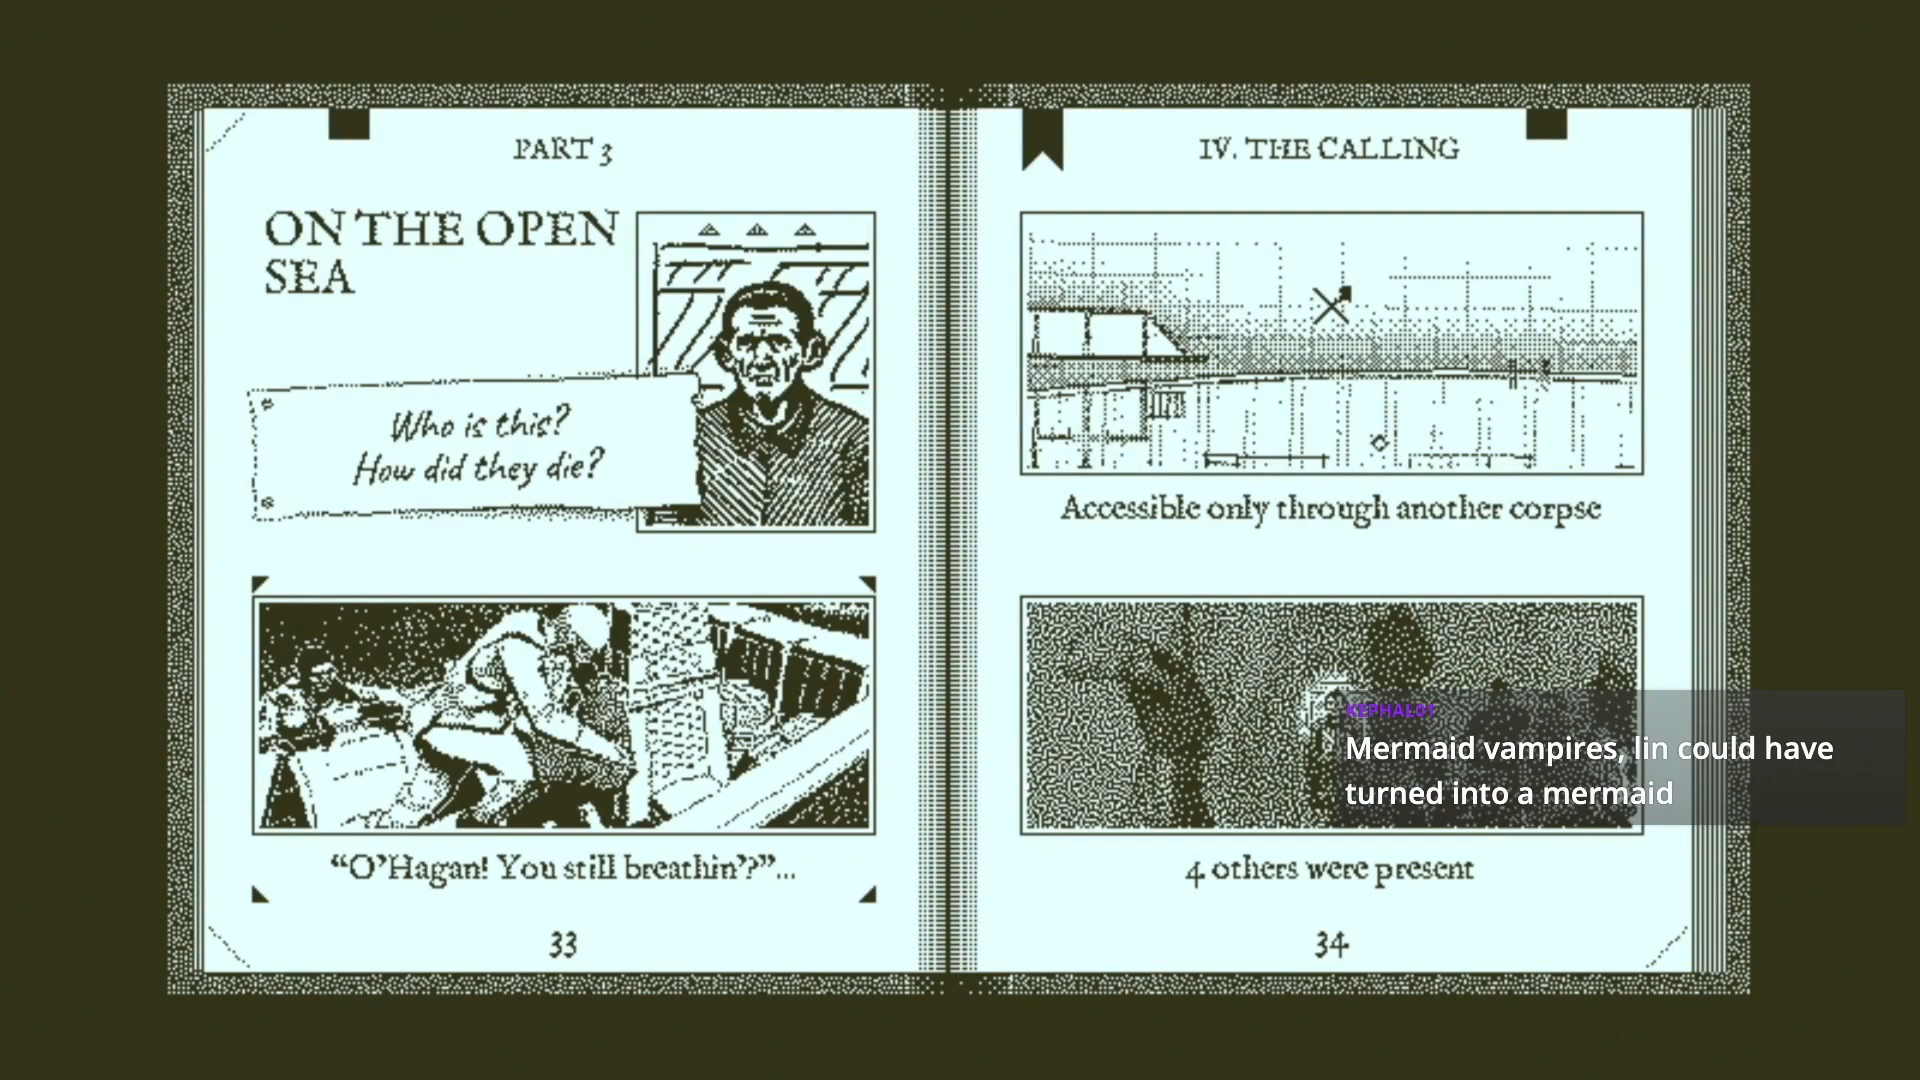 PART 3
ON THE OPEN
SEA
Who is this?
How did they die?
“O’Hagan! You still breathin’?”...
33
IV. THE CALLING
Accessible only through another corpse
KEPHAL01
Mermaid vampires, lin could have
turned into a mermaid
4 others were present
34